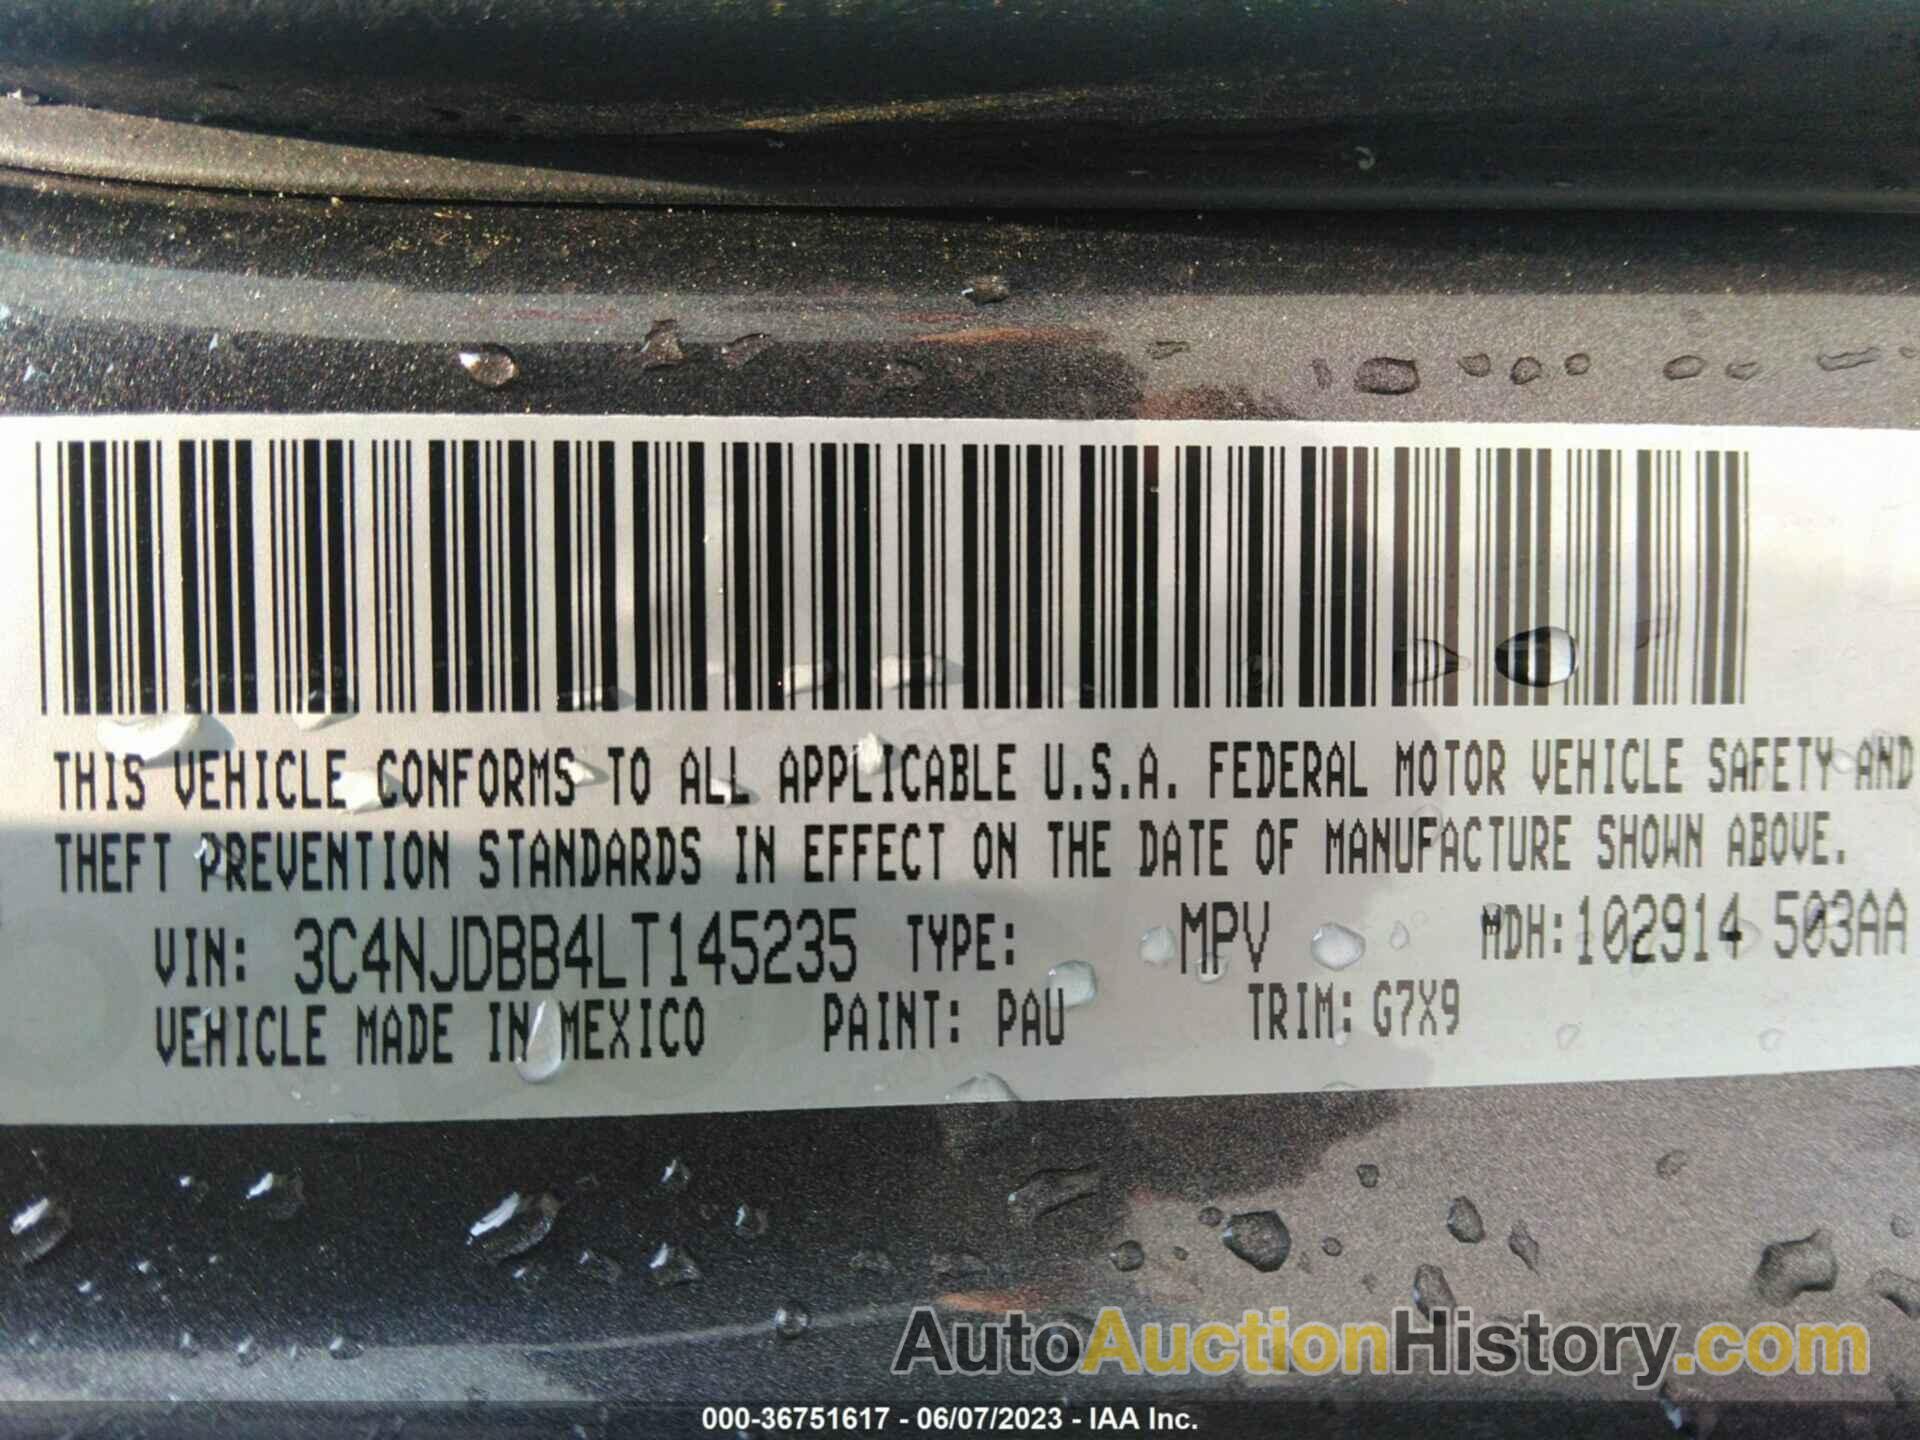 THIS VEHICLE CONFORMS TO ALL APPLICABLE U.S.A. FEDERAL MOTOR VEHICLE SAFETY AND
THEFT PREVENTION STANDARDS IN EFFECT ON THE DATE OF MANUFACTURE SHOWN ABOVE.
VIN: 3C4NJDBB4LT145235 TYPE: MPV MDH:102914 503AA
VEHICLE MADE IN MEXICO PAINT: PAU TRIM: G7X9
AutoAuctionHistory.com
000-36751617 - 06/07/2023 - IAA Inc.